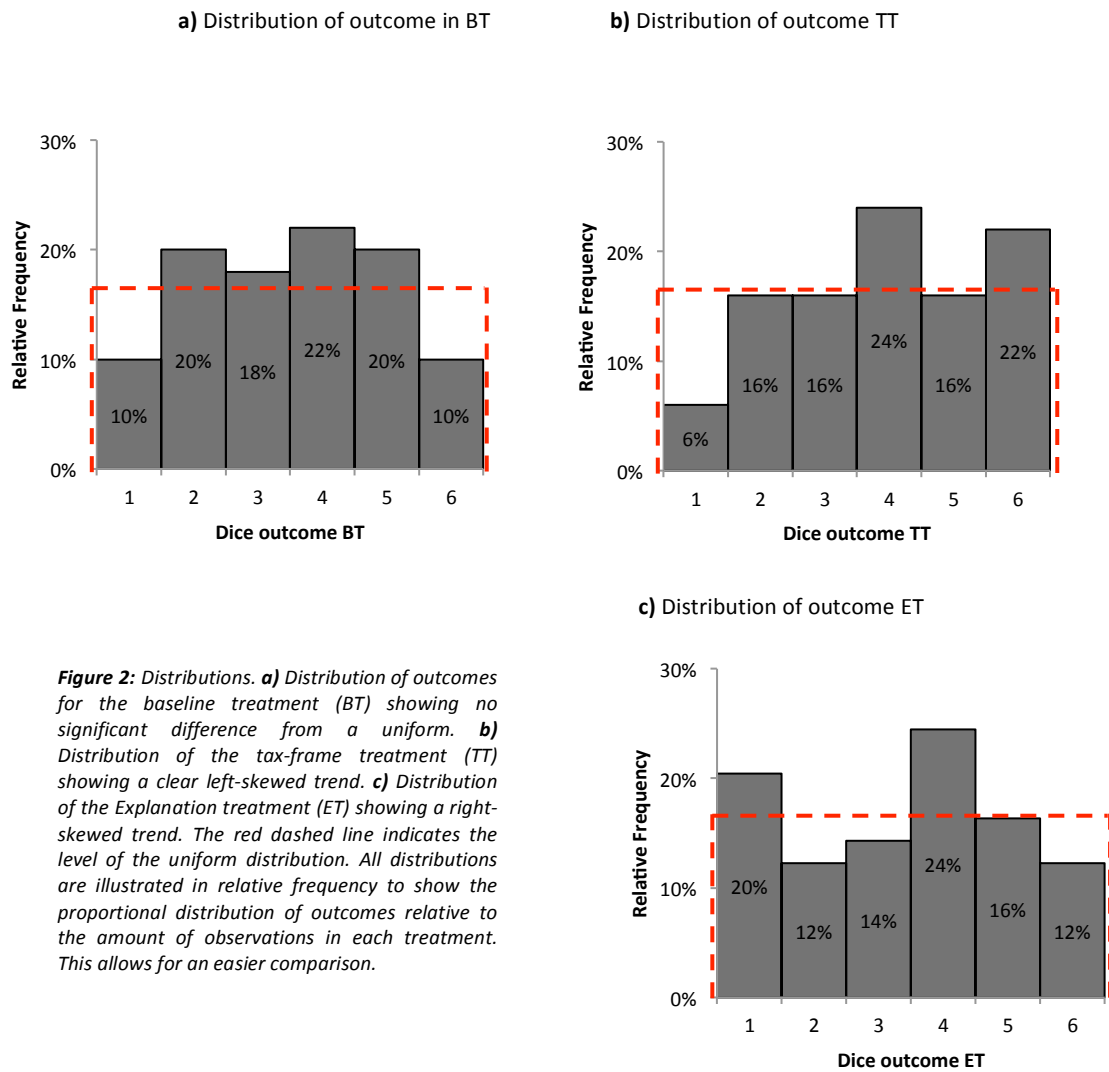 a) Distribution of outcome in BT
30%
20%
10%
0%
Relative Frequency
10%
20%
18%
22%
20%
10%
1 2 3 4 5 6
Dice outcome BT
b) Distribution of outcome TT
30%
20%
10%
0%
Relative Frequency
6%
16%
16%
24%
16%
22%
1 2 3 4 5 6
Dice outcome TT
Figure 2: Distributions. a) Distribution of outcomes
for the baseline treatment (BT) showing no
significant difference from a uniform. b)
Distribution of the tax-frame treatment (TT)
showing a clear left-skewed trend. c) Distribution
of the Explanation treatment (ET) showing a right-
skewed trend. The red dashed line indicates the
level of the uniform distribution. All distributions
are illustrated in relative frequency to show the
proportional distribution of outcomes relative to
the amount of observations in each treatment.
This allows for an easier comparison.
c) Distribution of outcome ET
30%
20%
10%
0%
Relative Frequency
20%
12%
14%
24%
16%
12%
1 2 3 4 5 6
Dice outcome ET